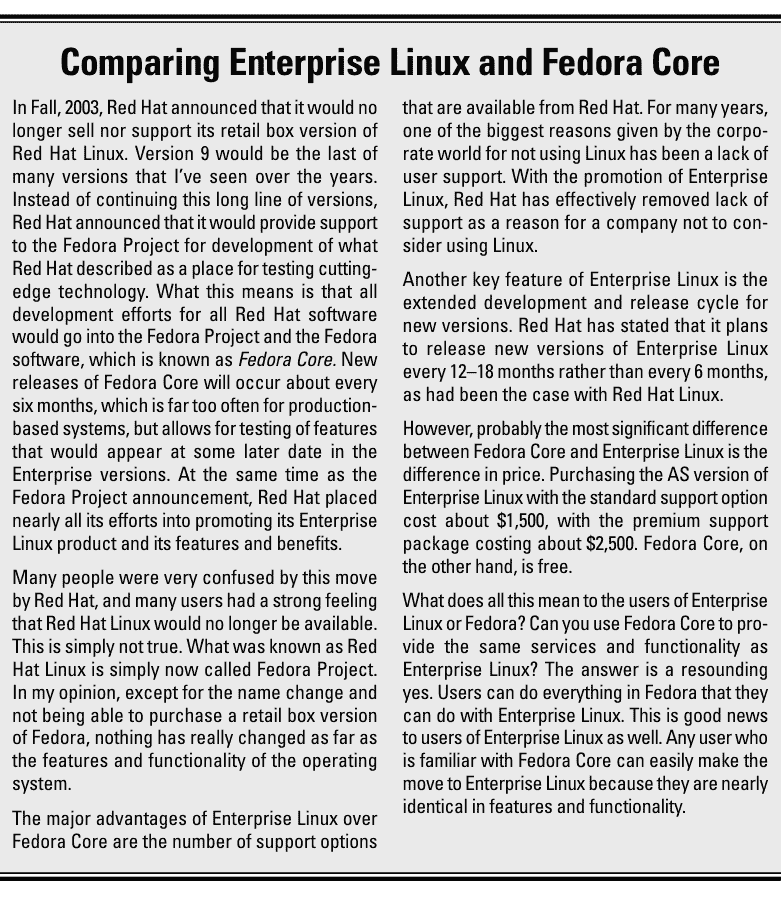 Comparing Enterprise Linux and Fedora Core
In Fall, 2003, Red Hat announced that it would no
longer sell nor support its retail box version of
Red Hat Linux. Version 9 would be the last of
many versions that I've seen over the years.
Instead of continuing this long line of versions,
Red Hat announced that it would provide support
to the Fedora Project for development of what
Red Hat described as a place for testing cutting-
edge technology. What this means is that all
development efforts for all Red Hat software
would go into the Fedora Project and the Fedora
software, which is known as Fedora Core. New
releases of Fedora Core will occur about every
six months, which is far too often for production-
based systems, but allows for testing of features
that would appear at some later date in the
Enterprise versions. At the same time as the
Fedora Project announcement, Red Hat placed
nearly all its efforts into promoting its Enterprise
Linux product and its features and benefits.
Many people were very confused by this move
by Red Hat, and many users had a strong feeling
that Red Hat Linux would no longer be available.
This is simply not true. What was known as Red
Hat Linux is simply now called Fedora Project.
In my opinion, except for the name change and
not being able to purchase a retail box version
of Fedora, nothing has really changed as far as
the features and functionality of the operating
system.
The major advantages of Enterprise Linux over
Fedora Core are the number of support options
that are available from Red Hat. For many years,
one of the biggest reasons given by the corpo-
rate world for not using Linux has been a lack of
user support. With the promotion of Enterprise
Linux, Red Hat has effectively removed lack of
support as a reason for a company not to con-
sider using Linux.
Another key feature of Enterprise Linux is the
extended development and release cycle for
new versions. Red Hat has stated that it plans
to release new versions of Enterprise Linux
every 12–18 months rather than every 6 months,
as had been the case with Red Hat Linux.
However, probably the most significant difference
between Fedora Core and Enterprise Linux is the
difference in price. Purchasing the AS version of
Enterprise Linux with the standard support option
cost about $1,500, with the premium support
package costing about $2,500. Fedora Core, on
the other hand, is free.
What does all this mean to the users of Enterprise
Linux or Fedora? Can you use Fedora Core to pro-
vide the same services and functionality as
Enterprise Linux? The answer is a resounding
yes. Users can do everything in Fedora that they
can do with Enterprise Linux. This is good news
to users of Enterprise Linux as well. Any user who
is familiar with Fedora Core can easily make the
move to Enterprise Linux because they are nearly
identical in features and functionality.